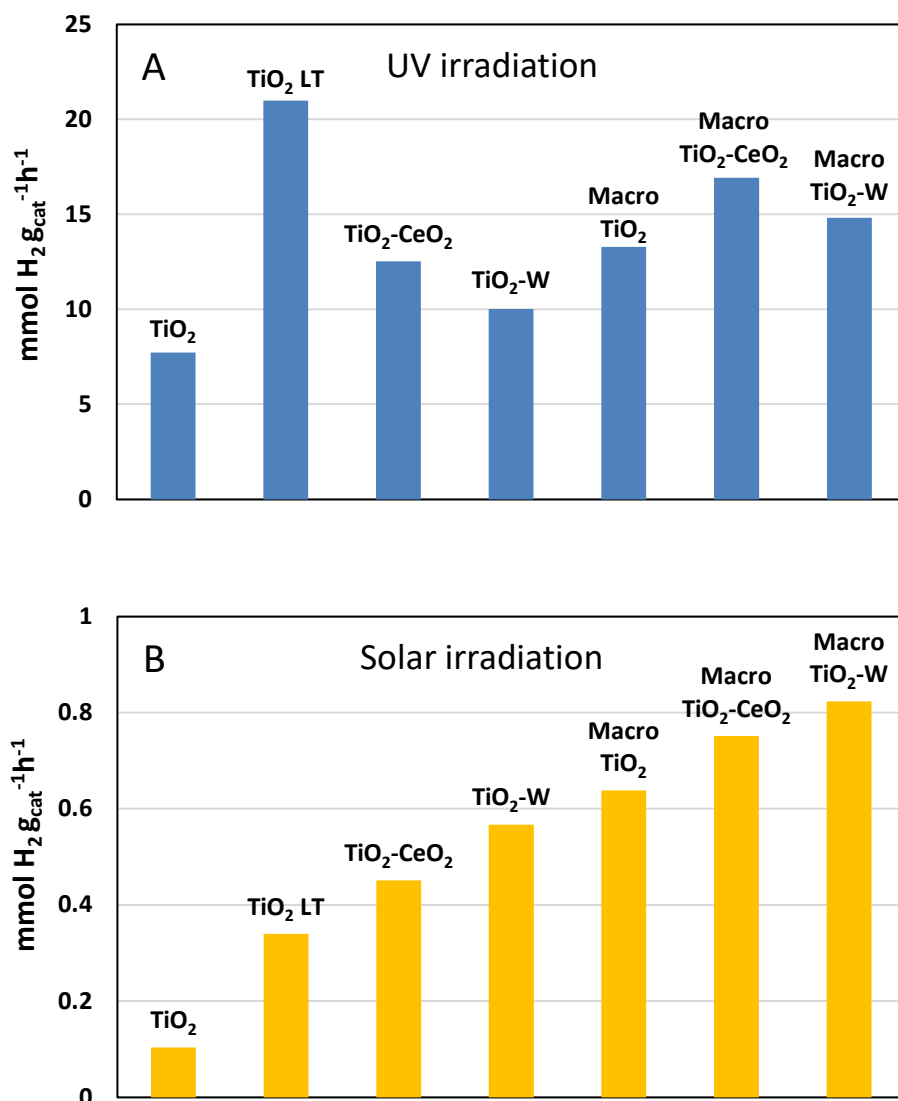 A
UV irradiation
mmol H₂ g_cat⁻¹h⁻¹
25
20
15
10
5
0
TiO₂
TiO₂ LT
TiO₂-CeO₂
TiO₂-W
Macro
TiO₂
Macro
TiO₂-CeO₂
Macro
TiO₂-W
B
Solar irradiation
mmol H₂ g_cat⁻¹h⁻¹
1
0.8
0.6
0.4
0.2
0
TiO₂
TiO₂ LT
TiO₂-CeO₂
TiO₂-W
Macro
TiO₂
Macro
TiO₂-CeO₂
Macro
TiO₂-W